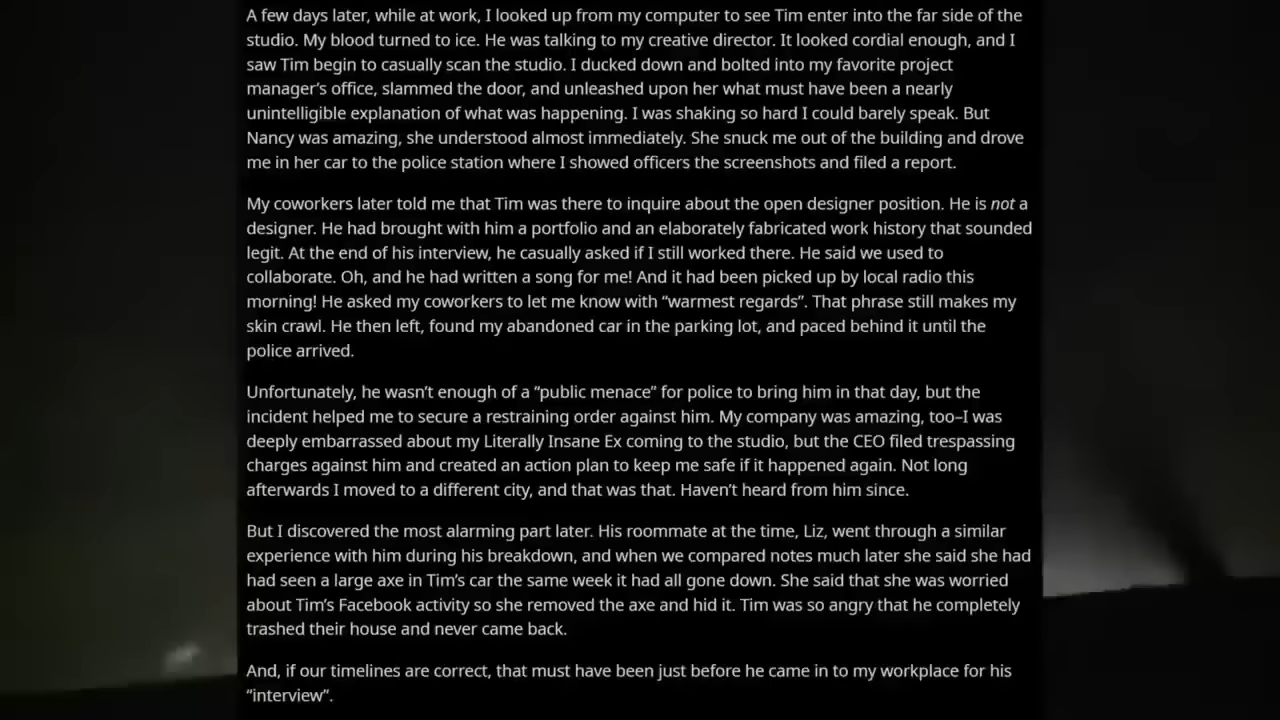 A few days later, while at work, I looked up from my computer to see Tim enter into the far side of the
studio. My blood turned to ice. He was talking to my creative director. It looked cordial enough, and I
saw Tim begin to casually scan the studio. I ducked down and bolted into my favorite project
manager's office, slammed the door, and unleashed upon her what must have been a nearly
unintelligible explanation of what was happening. I was shaking so hard I could barely speak. But
Nancy was amazing, she understood almost immediately. She snuck me out of the building and drove
me in her car to the police station where I showed officers the screenshots and filed a report.
My coworkers later told me that Tim was there to inquire about the open designer position. He is not a
designer. He had brought with him a portfolio and an elaborately fabricated work history that sounded
legit. At the end of his interview, he casually asked if I still worked there. He said we used to
collaborate. Oh, and he had written a song for me! And it had been picked up by local radio this
morning! He asked my coworkers to let me know with “warmest regards”. That phrase still makes my
skin crawl. He then left, found my abandoned car in the parking lot, and paced behind it until the
police arrived.
Unfortunately, he wasn't enough of a “public menace” for police to bring him in that day, but the
incident helped me to secure a restraining order against him. My company was amazing, too–I was
deeply embarrassed about my Literally Insane Ex coming to the studio, but the CEO filed trespassing
charges against him and created an action plan to keep me safe if it happened again. Not long
afterwards I moved to a different city, and that was that. Haven't heard from him since.
But I discovered the most alarming part later. His roommate at the time, Liz, went through a similar
experience with him during his breakdown, and when we compared notes much later she said she had
had seen a large axe in Tim's car the same week it had all gone down. She said that she was worried
about Tim's Facebook activity so she removed the axe and hid it. Tim was so angry that he completely
trashed their house and never came back.
And, if our timelines are correct, that must have been just before he came in to my workplace for his
“interview”.